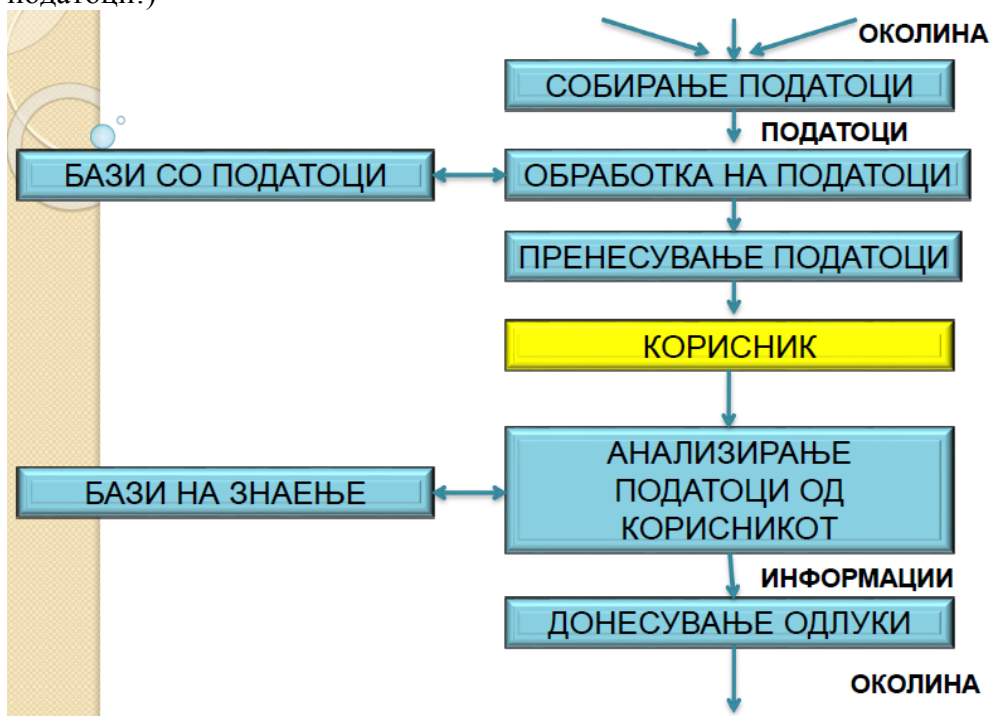 податоци.)
ОКОЛИНА
СОБИРАЊЕ ПОДАТОЦИ
ПОДАТОЦИ
БАЗИ СО ПОДАТОЦИ
ОБРАБОТКА НА ПОДАТОЦИ
ПРЕНЕСУВАЊЕ ПОДАТОЦИ
КОРИСНИК
АНАЛИЗИРАЊЕ
ПОДАТОЦИ ОД
КОРИСНИКОТ
БАЗИ НА ЗНАЕЊЕ
ИНФОРМАЦИИ
ДОНЕСУВАЊЕ ОДЛУКИ
ОКОЛИНА